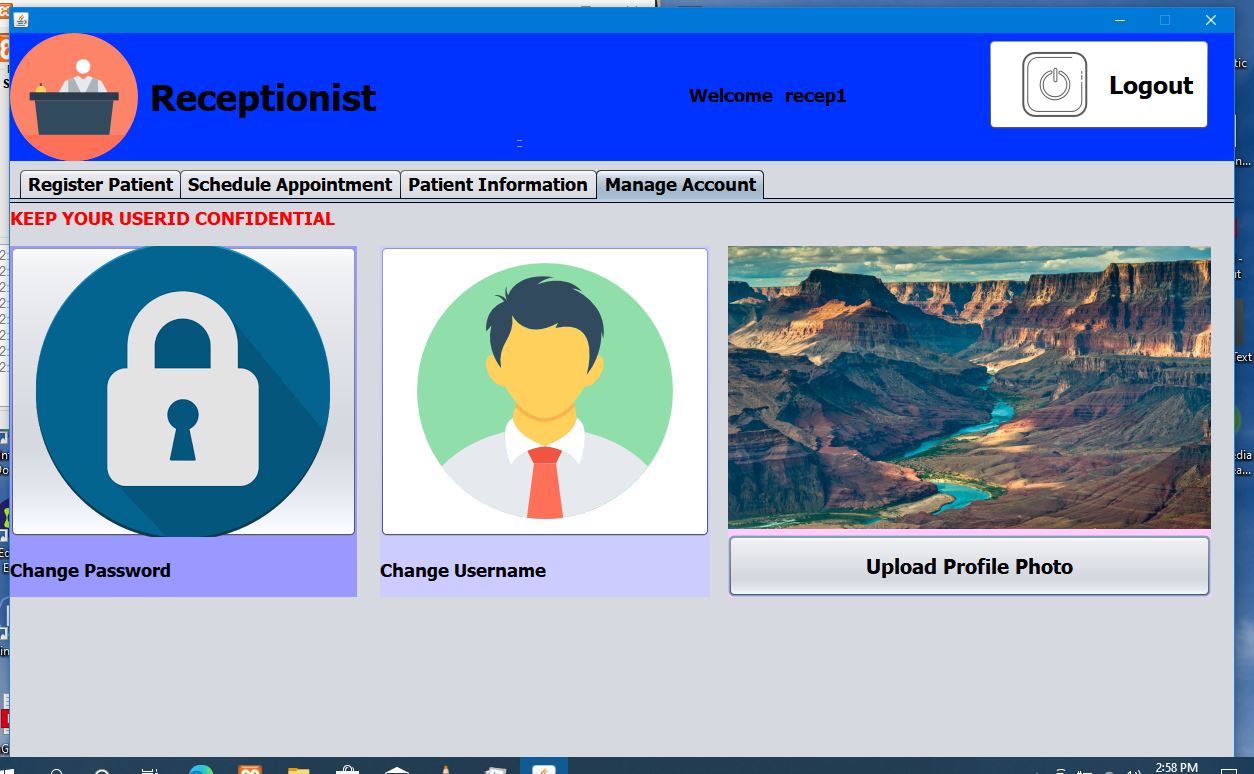 Receptionist
Welcome recep1
Logout
Register Patient
Schedule Appointment
Patient Information
Manage Account
KEEP YOUR USERID CONFIDENTIAL
Change Password
Change Username
Upload Profile Photo
2:58 PM